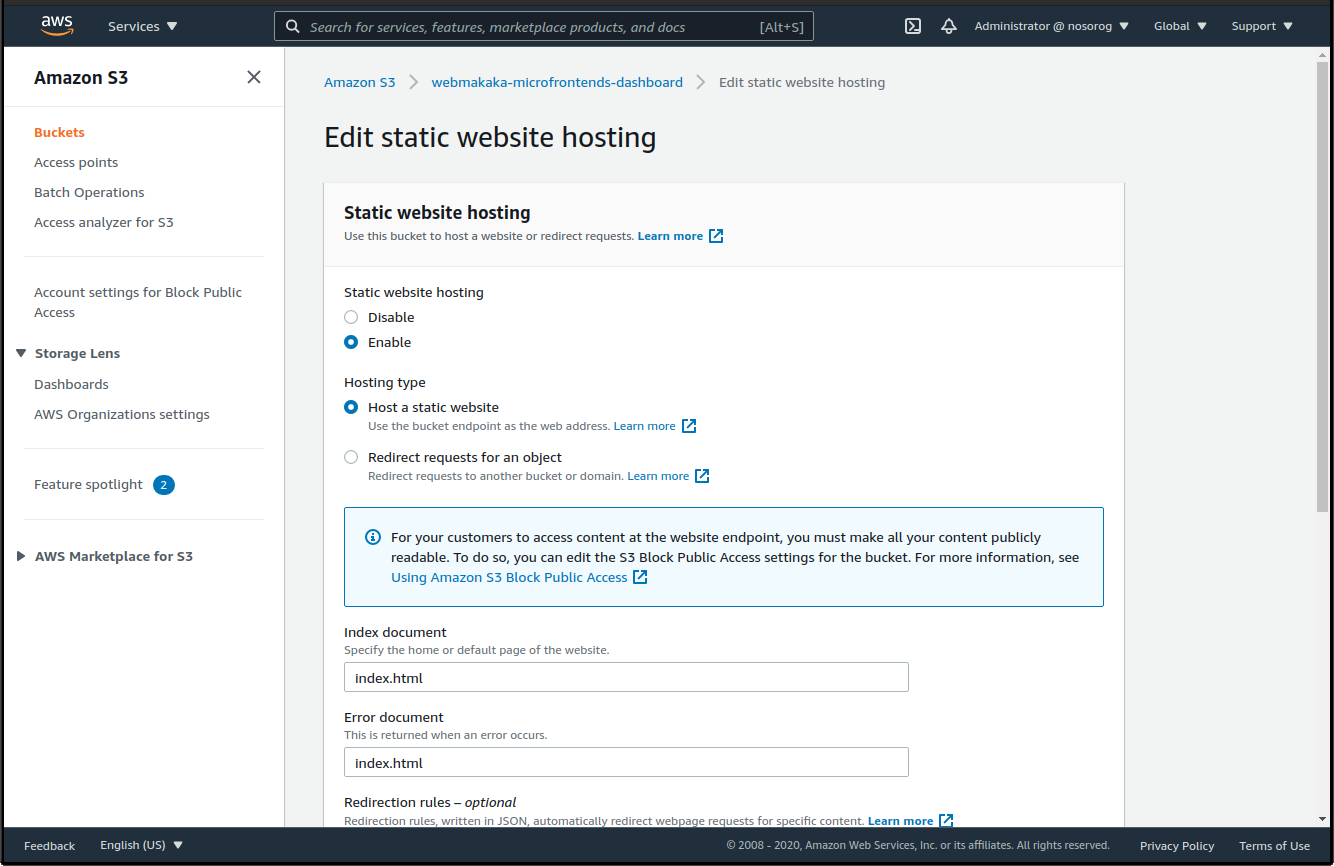 aws Services Search for services, features, marketplace products, and docs [Alt+S] Administrator @ nosorog Global Support
Amazon S3
Buckets
Access points
Batch Operations
Access analyzer for S3
Account settings for Block Public
Access
Storage Lens
Dashboards
AWS Organizations settings
Feature spotlight 2
AWS Marketplace for S3
Amazon S3 webmakaka-microfrontends-dashboard Edit static website hosting
Edit static website hosting
Static website hosting
Use this bucket to host a website or redirect requests. Learn more
Static website hosting
Disable
Enable
Hosting type
Host a static website
Use the bucket endpoint as the web address. Learn more
Redirect requests for an object
Redirect requests to another bucket or domain. Learn more
For your customers to access content at the website endpoint, you must make all your content publicly
readable. To do so, you can edit the S3 Block Public Access settings for the bucket. For more information, see
Using Amazon S3 Block Public Access
Index document
Specify the home or default page of the website.
index.html
Error document
This is returned when an error occurs.
index.html
Redirection rules – optional
Redirection rules, written in JSON, automatically redirect webpage requests for specific content. Learn more
Feedback English (US) © 2008 - 2020, Amazon Web Services, Inc. or its affiliates. All rights reserved. Privacy Policy Terms of Use